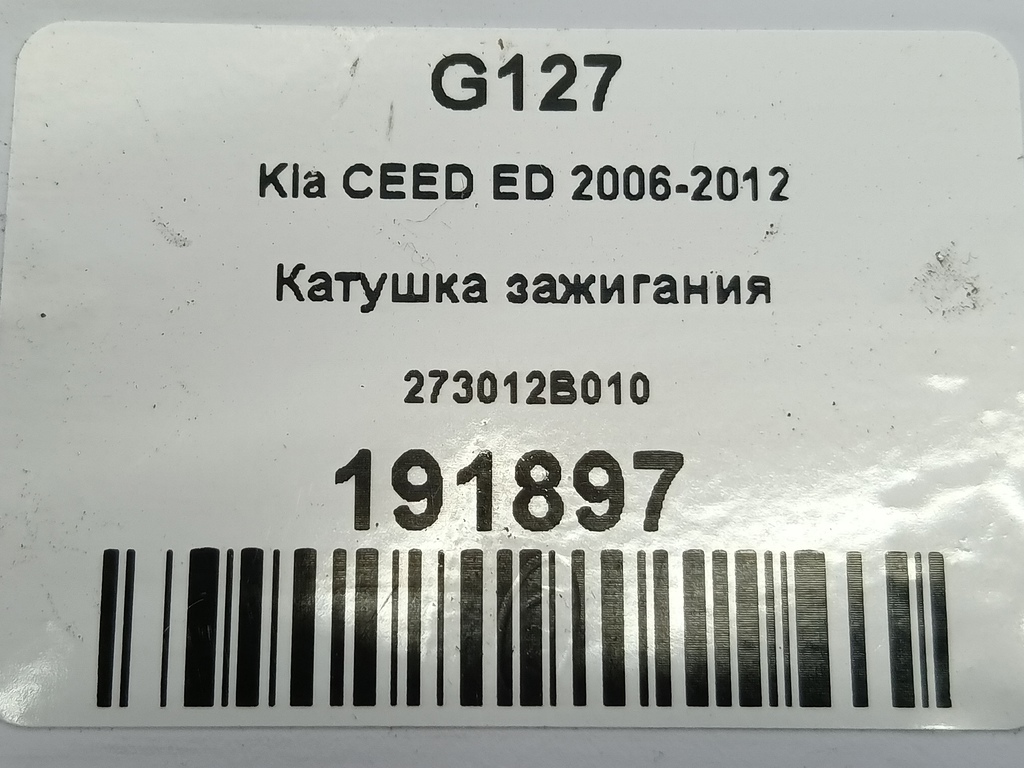 G127
Kia CEED ED 2006-2012
Катушка зажигания
273012B010
191897